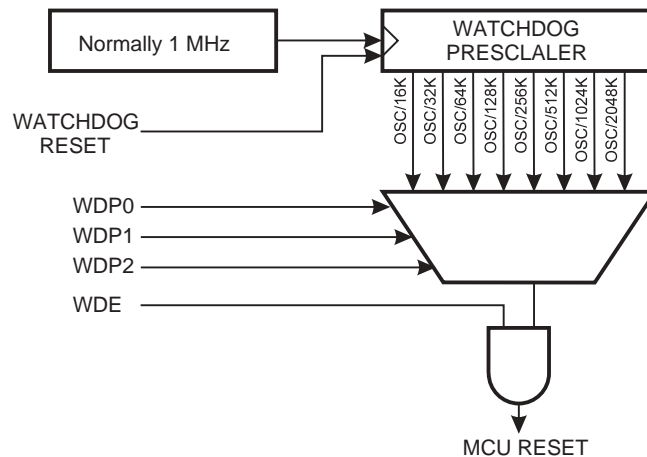 Normally 1 MHz
WATCHDOG
PRESCLALER
OSC/16K
OSC/32K
OSC/64K
OSC/128K
OSC/256K
OSC/512K
OSC/1024K
OSC/2048K
WATCHDOG
RESET
WDP0
WDP1
WDP2
WDE
MCU RESET